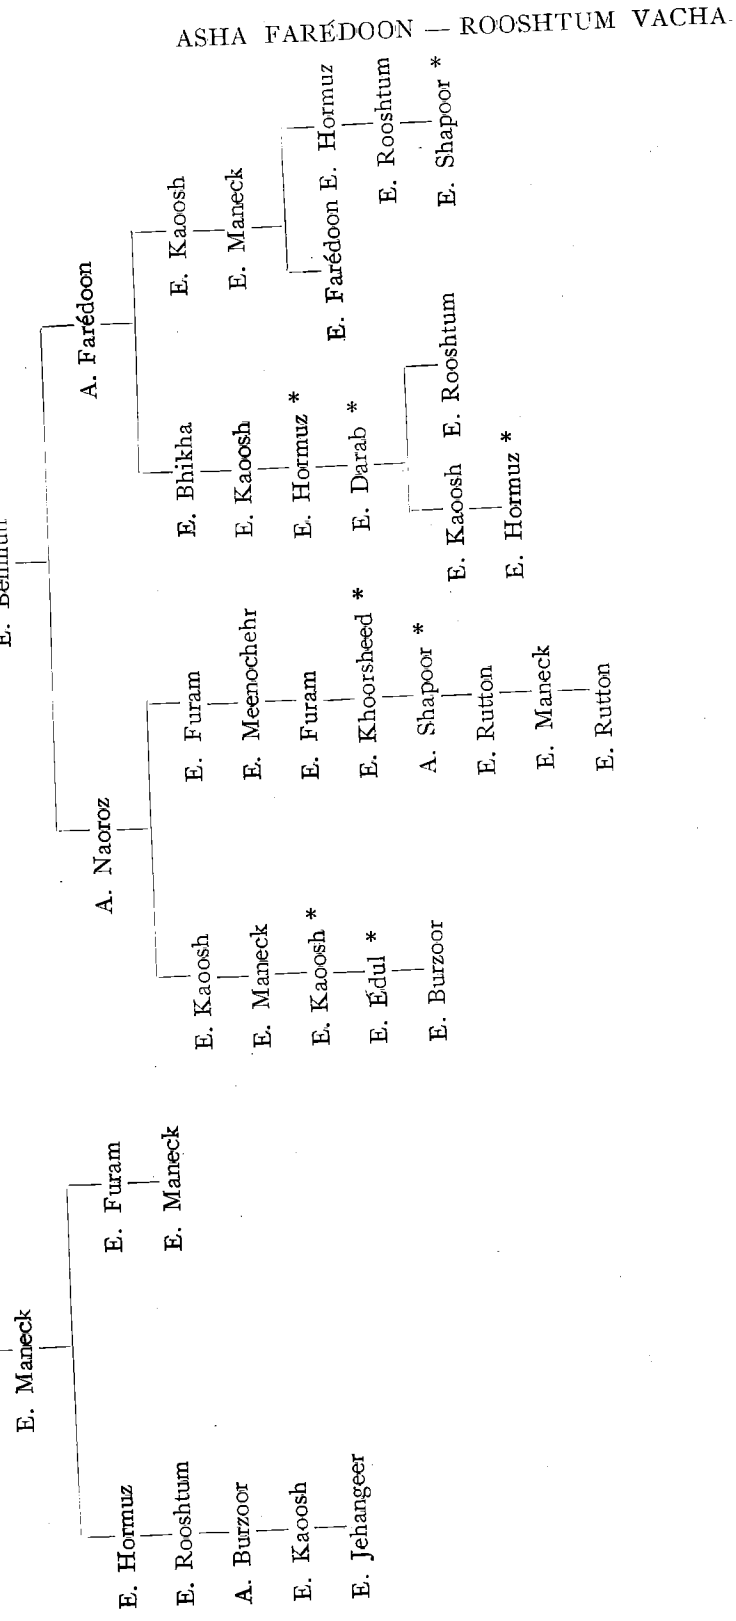 ASHA FARÉDOON — ROOSHTUM VACHA
E. Maneck
E. Hormuz
E. Rooshtum
A. Burzoor
E. Kaoosh
E. Jehangeer
E. Furam
E. Maneck
A. Naoroz
E. Kaoosh
E. Maneck
E. Kaoosh *
E. Édul *
E. Burzoor
E. Furam
E. Meenochehr
E. Furam
E. Khoorsheed *
A. Shapoor *
E. Rutton
E. Maneck
E. Rutton
A. Farédoon
E. Bhikha
E. Kaoosh
E. Hormuz *
E. Darab *
E. Kaoosh E. Rooshtum
E. Hormuz *
E. Kaoosh
E. Maneck
E. Farédoon E. Hormuz
E. Rooshtum
E. Shapoor *